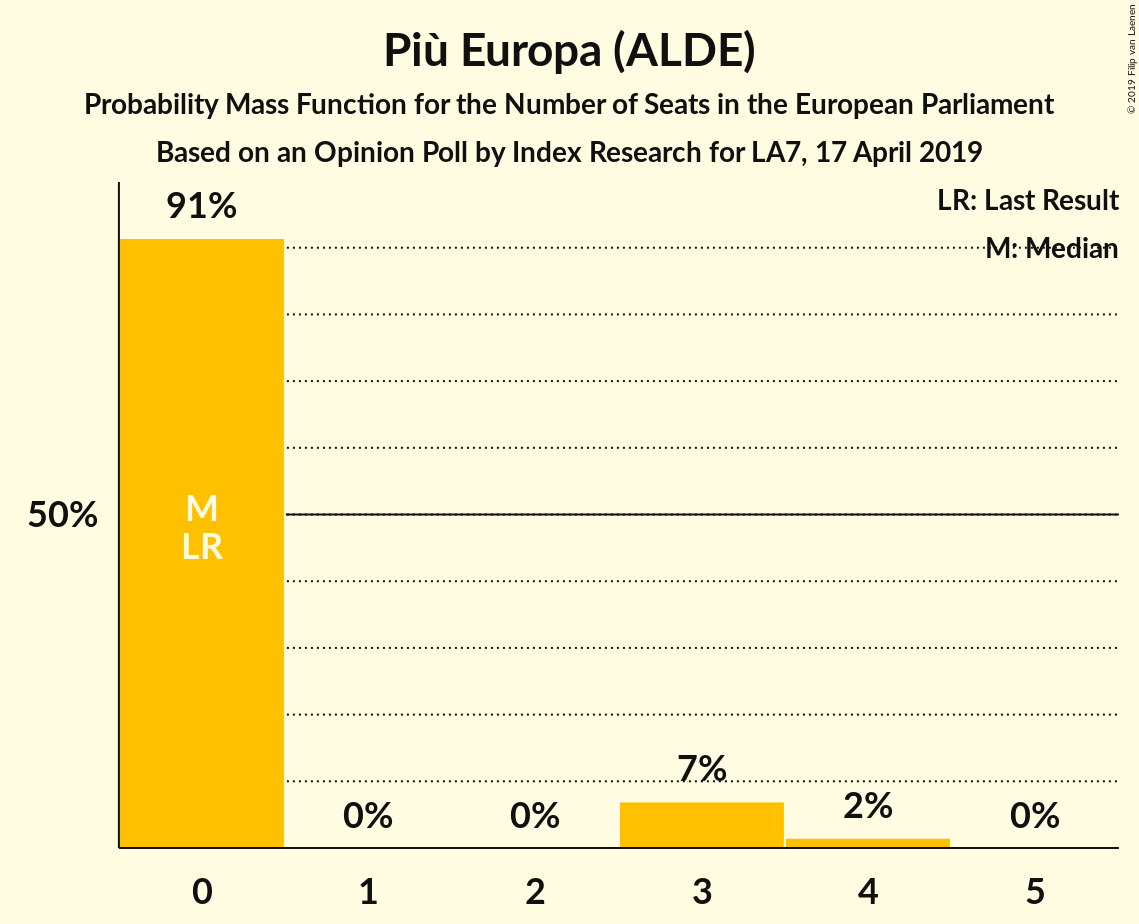 Più Europa (ALDE)
Probability Mass Function for the Number of Seats in the European Parliament
Based on an Opinion Poll by Index Research for LA7, 17 April 2019
© 2019 Filip van Laenen
LR: Last Result
M: Median
91%
50%
M
LR
0%
0%
7%
2%
0%
0
1
2
3
4
5